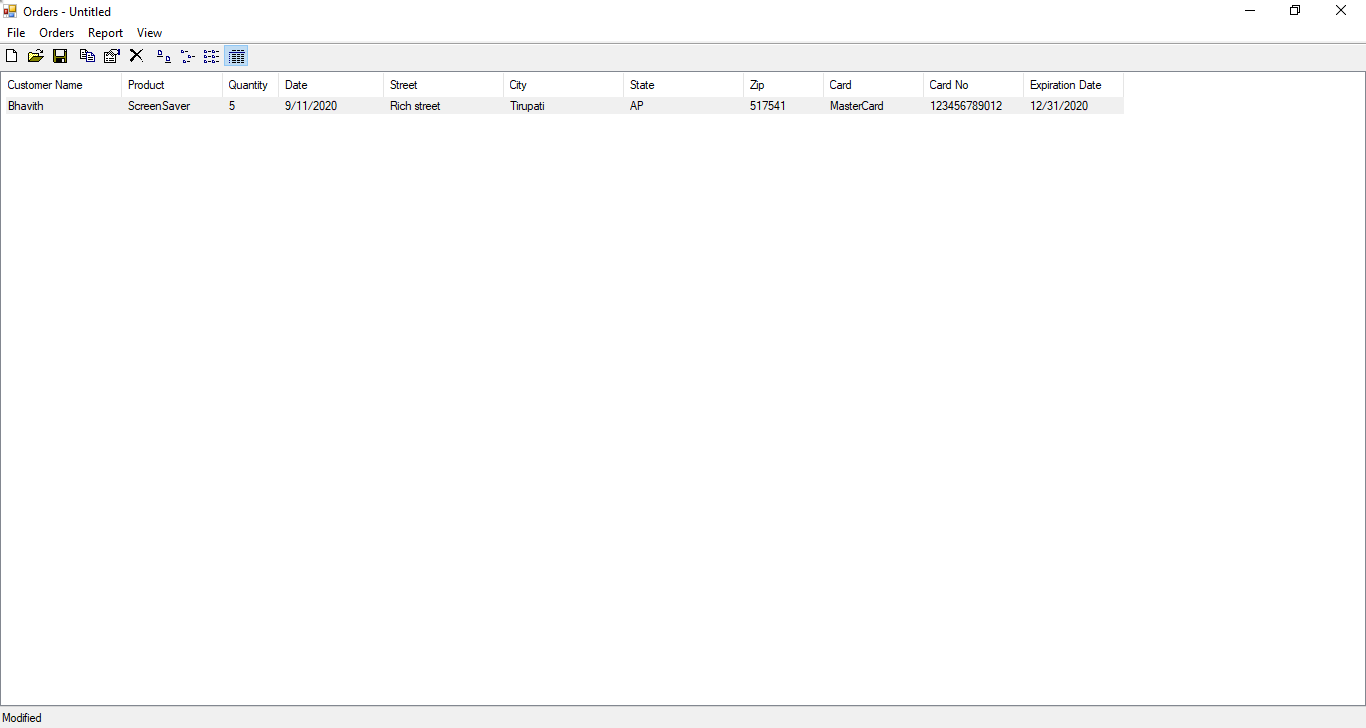 Orders - Untitled
File Orders Report View
Customer Name Product Quantity Date Street City State Zip Card Card No Expiration Date
Bhavith ScreenSaver 5 9/11/2020 Rich street Tirupati AP 517541 MasterCard 123456789012 12/31/2020
Modified